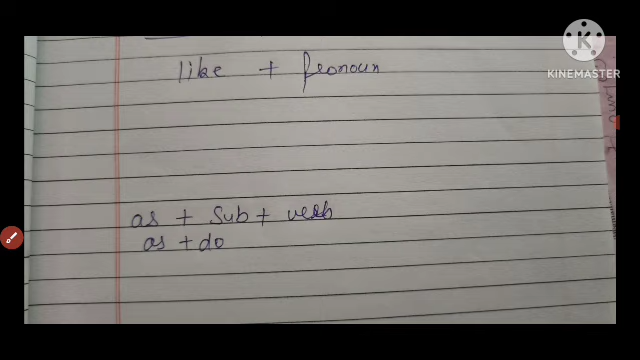 KINEMASTER
like + pronoun
as + sub + verb
as + do